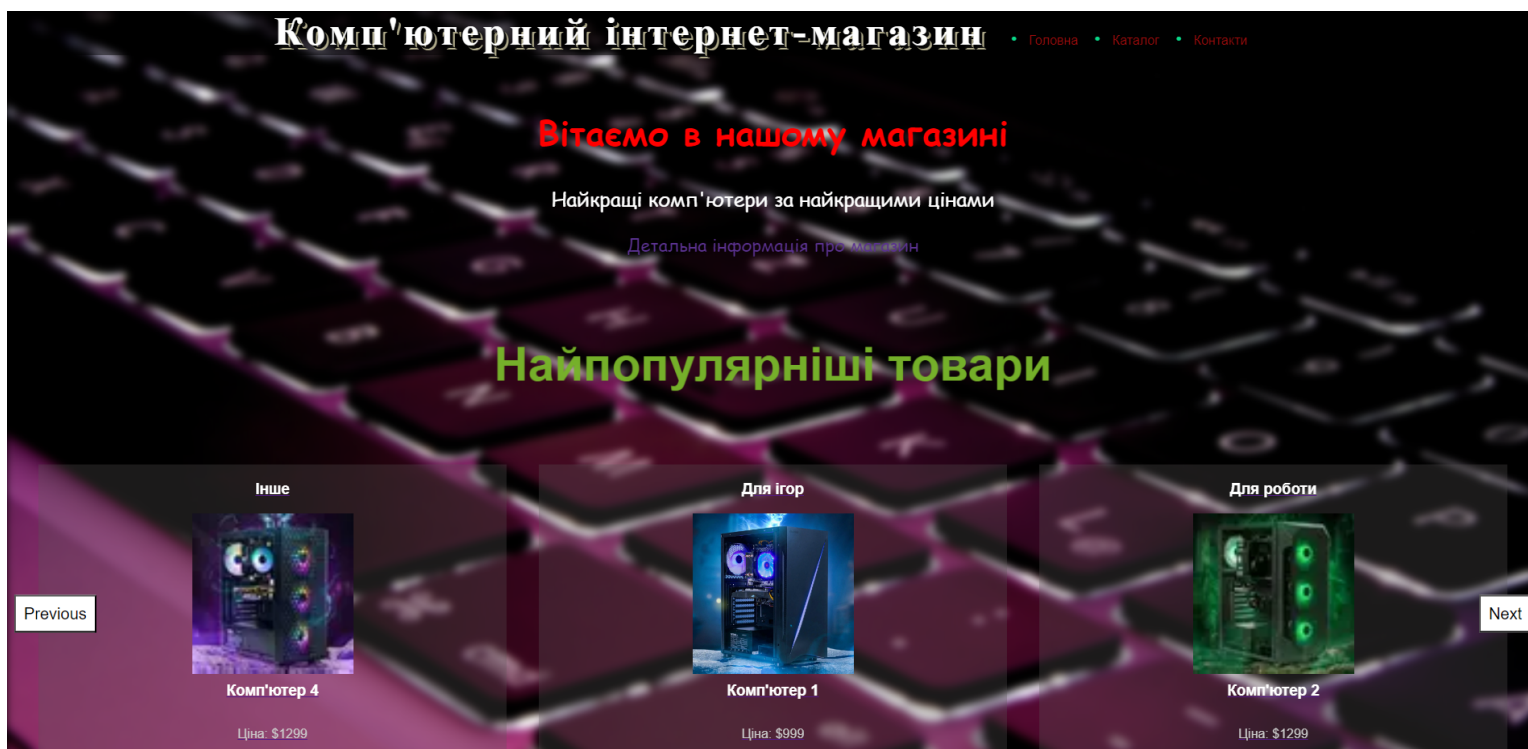 Комп'ютерний інтернет-магазин
• Головна • Каталог • Контакти
Вітаємо в нашому магазині
Найкращі комп'ютери за найкращими цінами
Детальна інформація про магазин
Найпопулярніші товари
Інше
Для ігор
Для роботи
Previous
Next
Комп'ютер 4
Комп'ютер 1
Комп'ютер 2
Ціна: $1299
Ціна: $999
Ціна: $1299